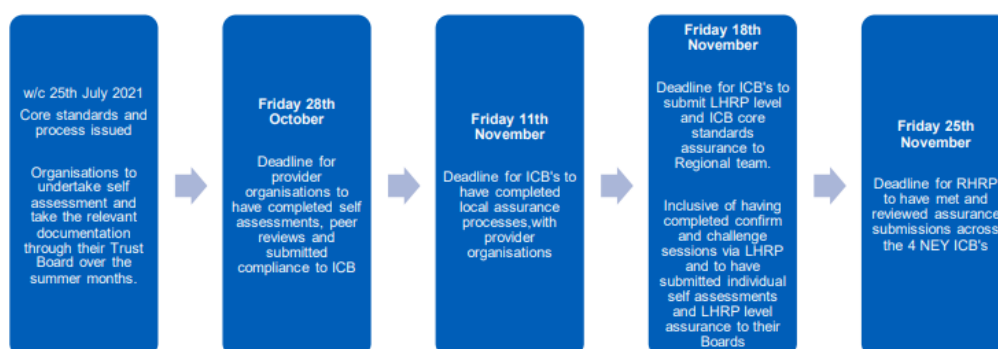 w/c 25th July 2021
Core standards and
process issued
Organisations to
undertake self
assessment and
take the relevant
documentation
through their Trust
Board over the
summer months.
Friday 28th
October
Deadline for
provider
organisations to
have completed self
assessments, peer
reviews and
submitted
compliance to ICB
Friday 11th
November
Deadline for ICB's to
have completed
local assurance
processes,with
provider
organisations
Friday 18th
November
Deadline for ICB's to
submit LHRP level
and ICB core
standards
assurance to
Regional team.
Inclusive of having
completed confirm
and challenge
sessions via LHRP
and to have
submitted individual
self assessments
and LHRP level
assurance to their
Boards
Friday 25th
November
Deadline for RHRP
to have met and
reviewed assurance
submissions across
the 4 NEY ICB's